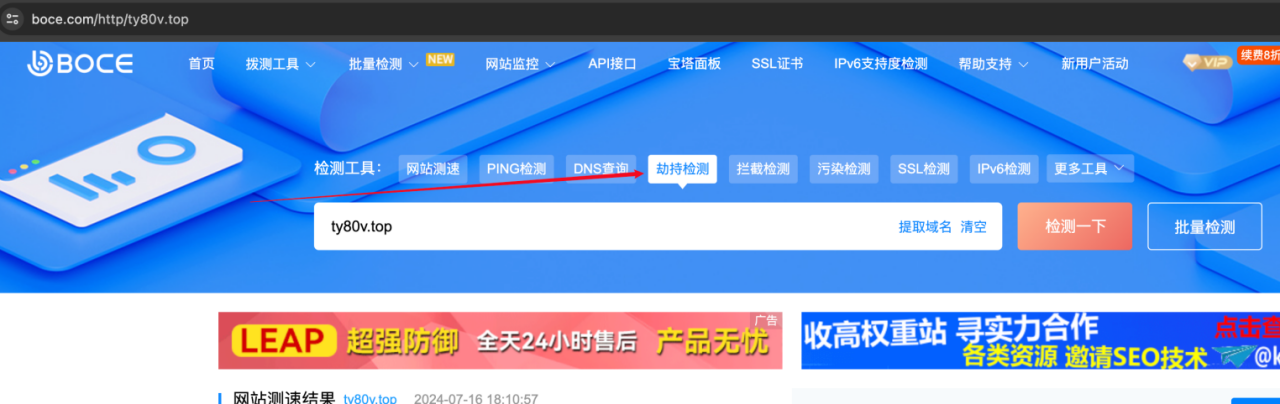 boce.com/http/ty80v.top
BOCE 首页 拨测工具 批量检测 NEW 网站监控 API接口 宝塔面板 SSL证书 IPv6支持度检测 帮助支持 新用户活动 VIP 续费8折
检测工具： 网站测速 PING检测 DNS查询 劫持检测 拦截检测 污染检测 SSL检测 IPv6检测 更多工具
ty80v.top 提取域名 清空 检测一下 批量检测
LEAP 超强防御 全天24小时售后 产品无忧 广告
收高权重站 寻实力合作 点击查
各类资源 邀请SEO技术 @k
网站测速结果 ty80v.top 2024-07-16 18:10:57